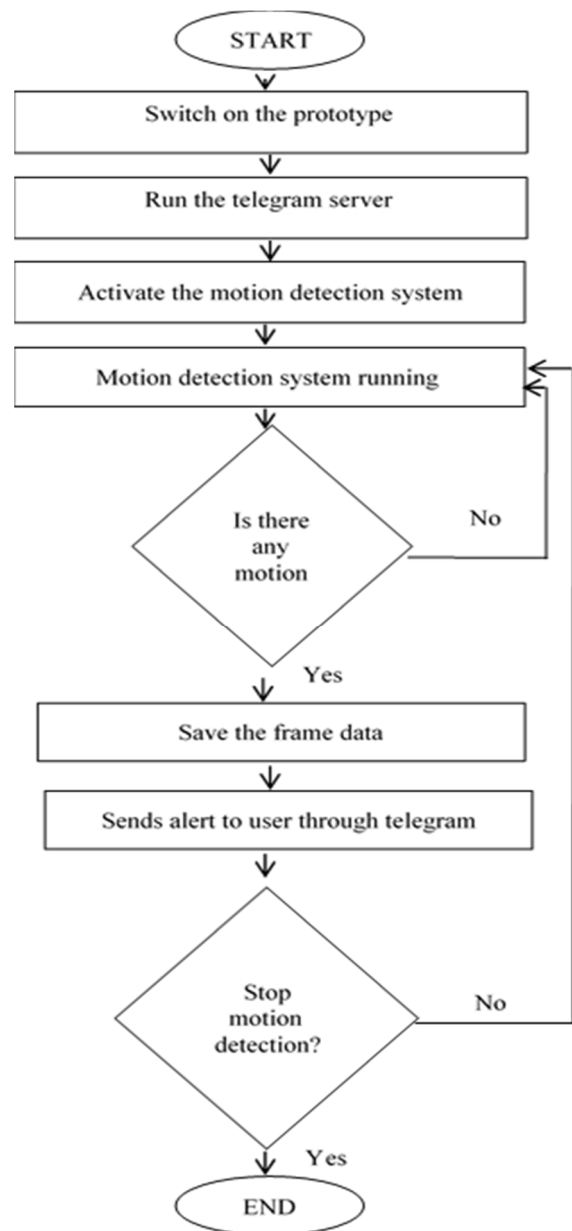 START
Switch on the prototype
Run the telegram server
Activate the motion detection system
Motion detection system running
Is there
any
motion
No
Yes
Save the frame data
Sends alert to user through telegram
Stop
motion
detection?
No
Yes
END